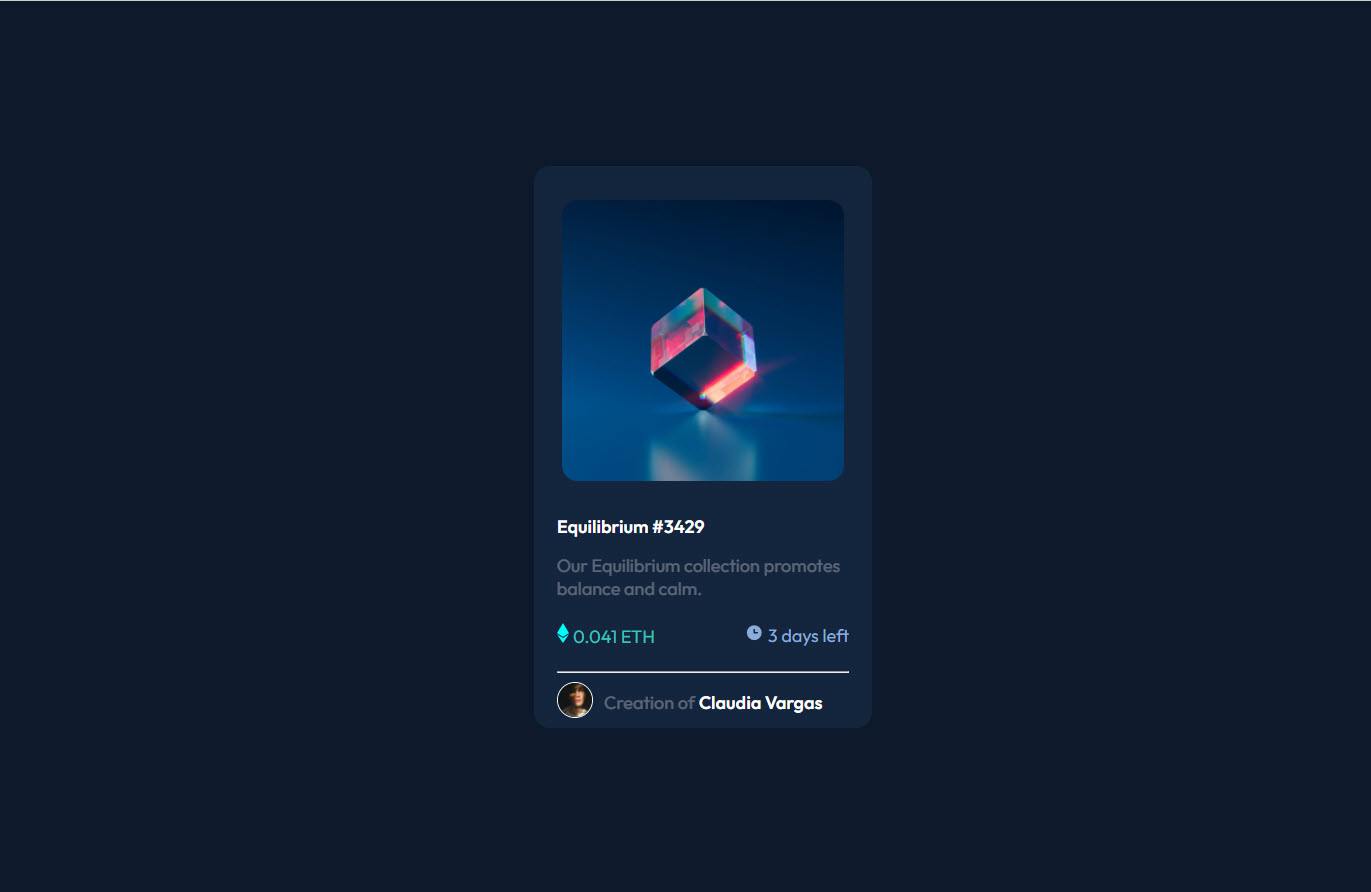 Equilibrium #3429
Our Equilibrium collection promotes
balance and calm.
0.041 ETH
3 days left
Creation of Claudia Vargas